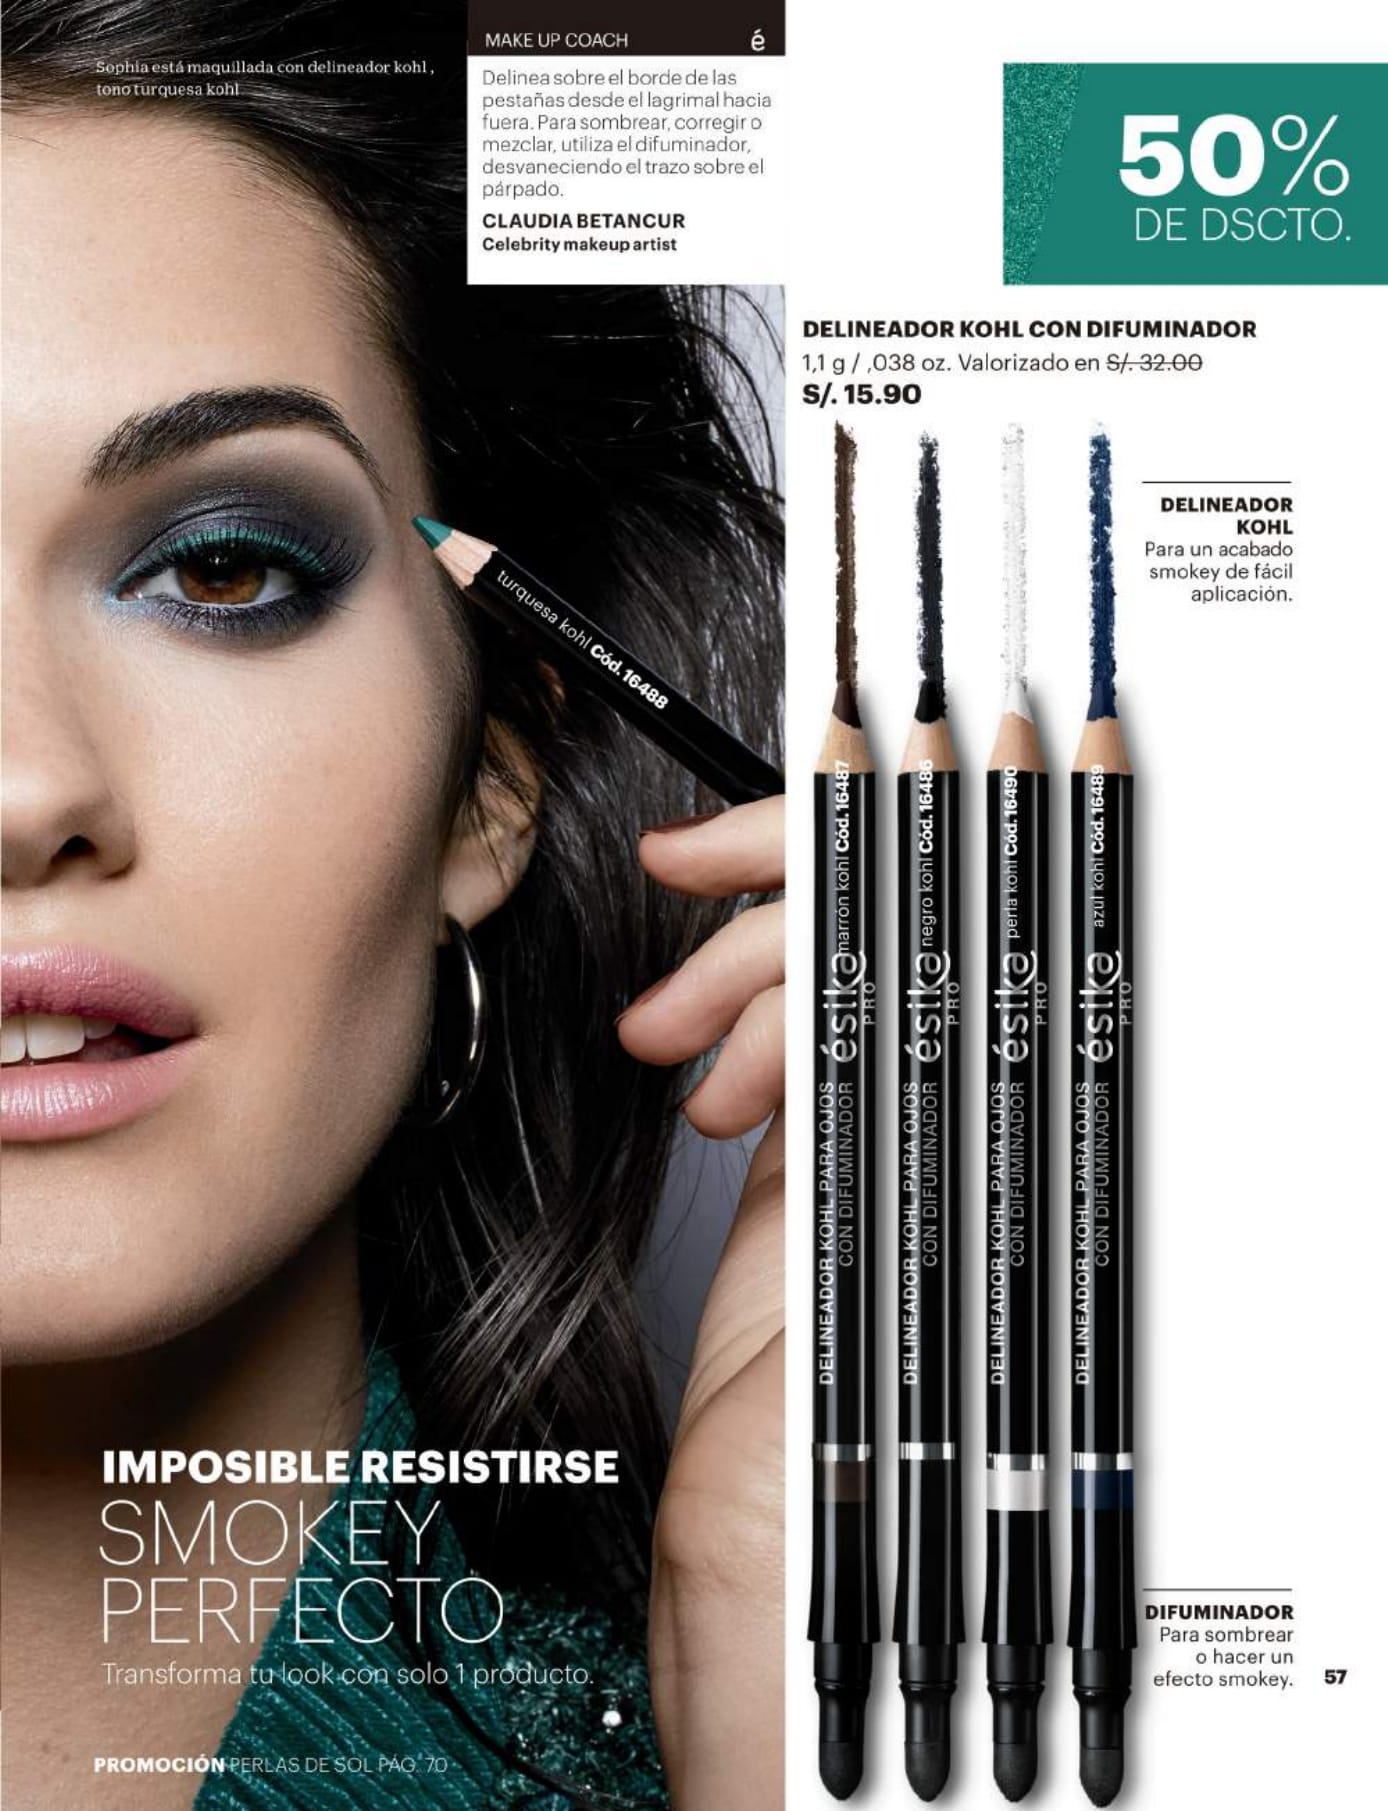 Sophia está maquillada con delineador kohl ,
tono turquesa kohl
MAKE UP COACH é
Delinea sobre el borde de las
pestañas desde el lagrimal hacia
fuera. Para sombrear, corregir o
mezclar, utiliza el difuminador,
desvaneciendo el trazo sobre el
párpado.
CLAUDIA BETANCUR
Celebrity makeup artist
50%
DE DSCTO.
DELINEADOR KOHL CON DIFUMINADOR
1,1 g / ,038 oz. Valorizado en S/. 32.00
S/. 15.90
DELINEADOR
KOHL
Para un acabado
smokey de fácil
aplicación.
turquesa kohl Cód. 16488
marrón kohl Cód. 16487
ésika
PRO
DELINEADOR KOHL PARA OJOS
CON DIFUMINADOR
negro kohl Cód. 16486
ésika
PRO
DELINEADOR KOHL PARA OJOS
CON DIFUMINADOR
perla kohl Cód. 16490
ésika
PRO
DELINEADOR KOHL PARA OJOS
CON DIFUMINADOR
azul kohl Cód. 16489
ésika
PRO
DELINEADOR KOHL PARA OJOS
CON DIFUMINADOR
IMPOSIBLE RESISTIRSE
SMOKEY
PERFECTO
Transforma tu look con solo 1 producto.
PROMOCIÓN PERLAS DE SOL PÁG. 70
DIFUMINADOR
Para sombrear
o hacer un
efecto smokey.
57